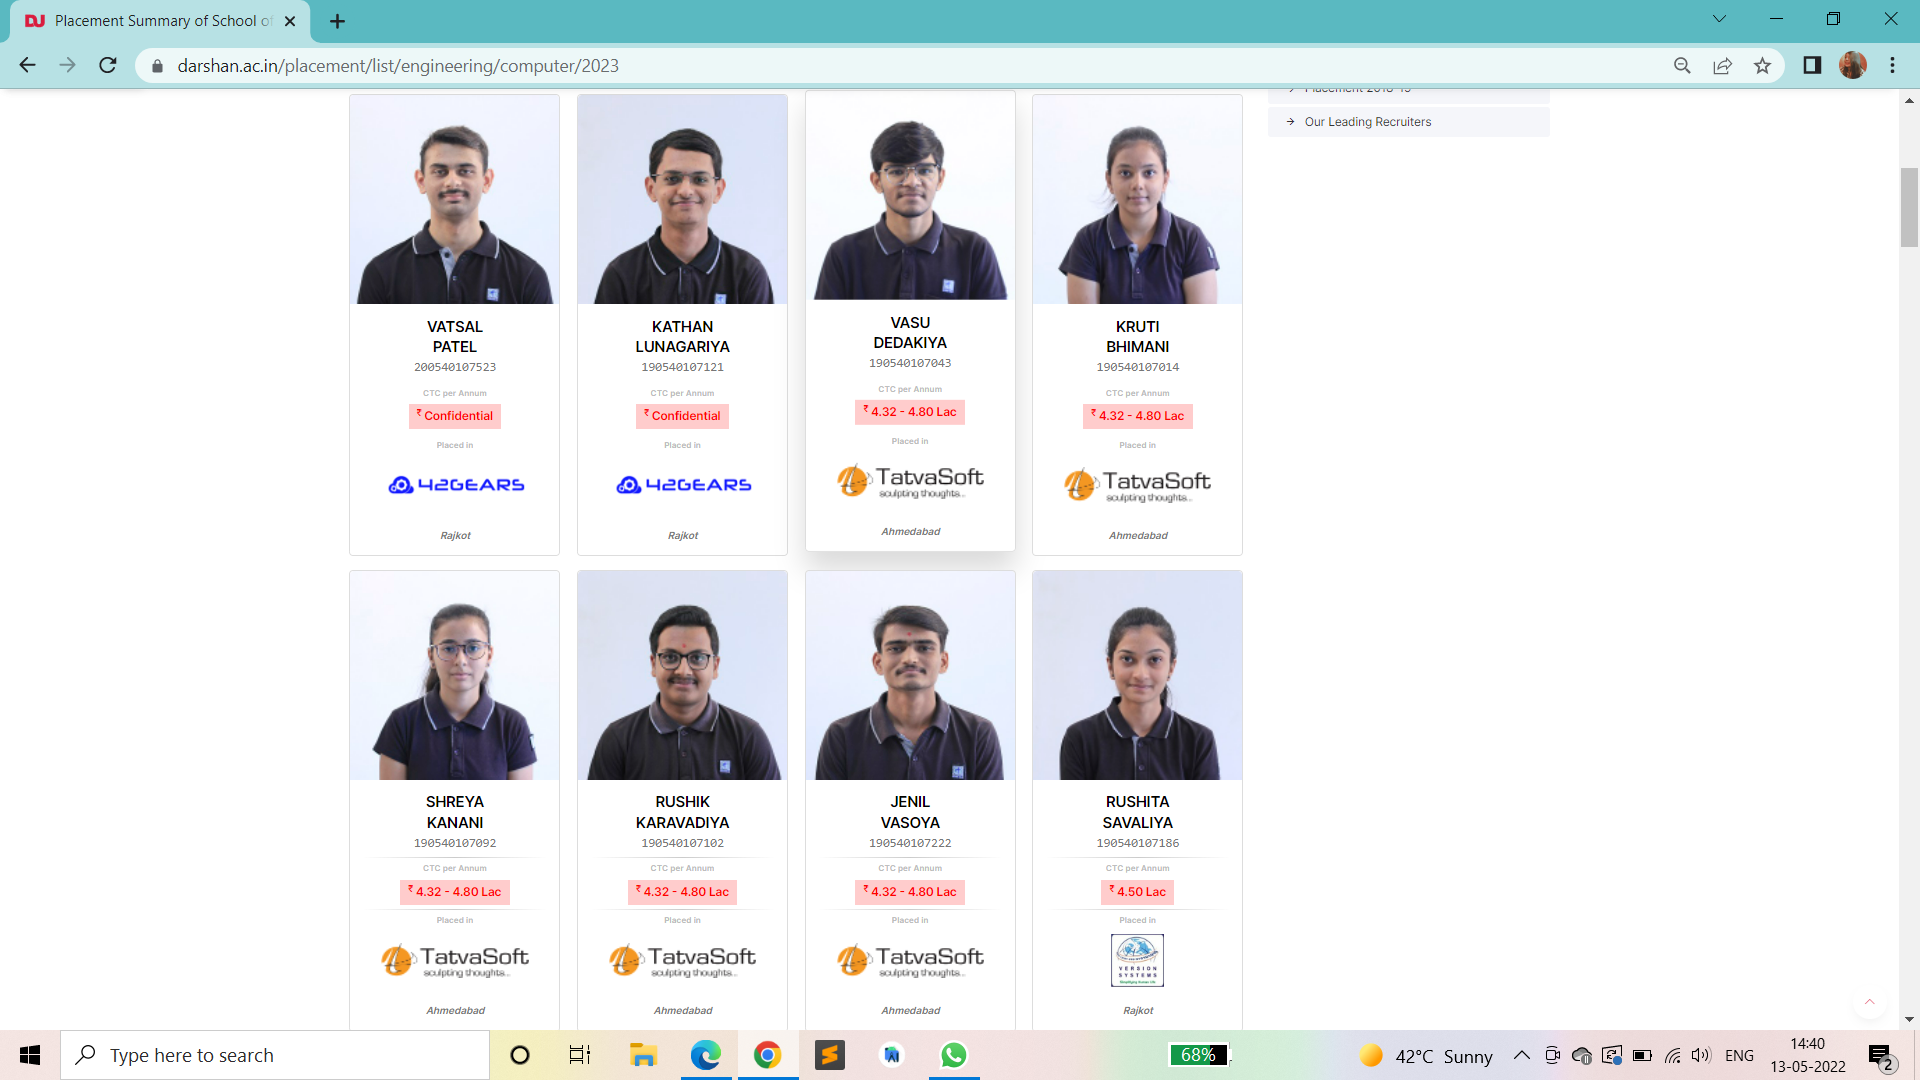 DU Placement Summary of School of
darshan.ac.in/placement/list/engineering/computer/2023
Placement 2018-19
Our Leading Recruiters
VATSAL
PATEL
200540107523
CTC per Annum
₹ Confidential
Placed in
42GEARS
Rajkot
KATHAN
LUNAGARIYA
190540107121
CTC per Annum
₹ Confidential
Placed in
42GEARS
Rajkot
VASU
DEDAKIYA
190540107043
CTC per Annum
₹ 4.32 - 4.80 Lac
Placed in
TatvaSoft
sculpting thoughts...
Ahmedabad
KRUTI
BHIMANI
190540107014
CTC per Annum
₹ 4.32 - 4.80 Lac
Placed in
TatvaSoft
sculpting thoughts...
Ahmedabad
SHREYA
KANANI
190540107092
CTC per Annum
₹ 4.32 - 4.80 Lac
Placed in
TatvaSoft
sculpting thoughts...
Ahmedabad
RUSHIK
KARAVADIYA
190540107102
CTC per Annum
₹ 4.32 - 4.80 Lac
Placed in
TatvaSoft
sculpting thoughts...
Ahmedabad
JENIL
VASOYA
190540107222
CTC per Annum
₹ 4.32 - 4.80 Lac
Placed in
TatvaSoft
sculpting thoughts...
Ahmedabad
RUSHITA
SAVALIYA
190540107186
CTC per Annum
₹ 4.50 Lac
Placed in
VERSION
SYSTEMS
Rajkot
Type here to search
68%
42°C Sunny
ENG
14:40
13-05-2022
2